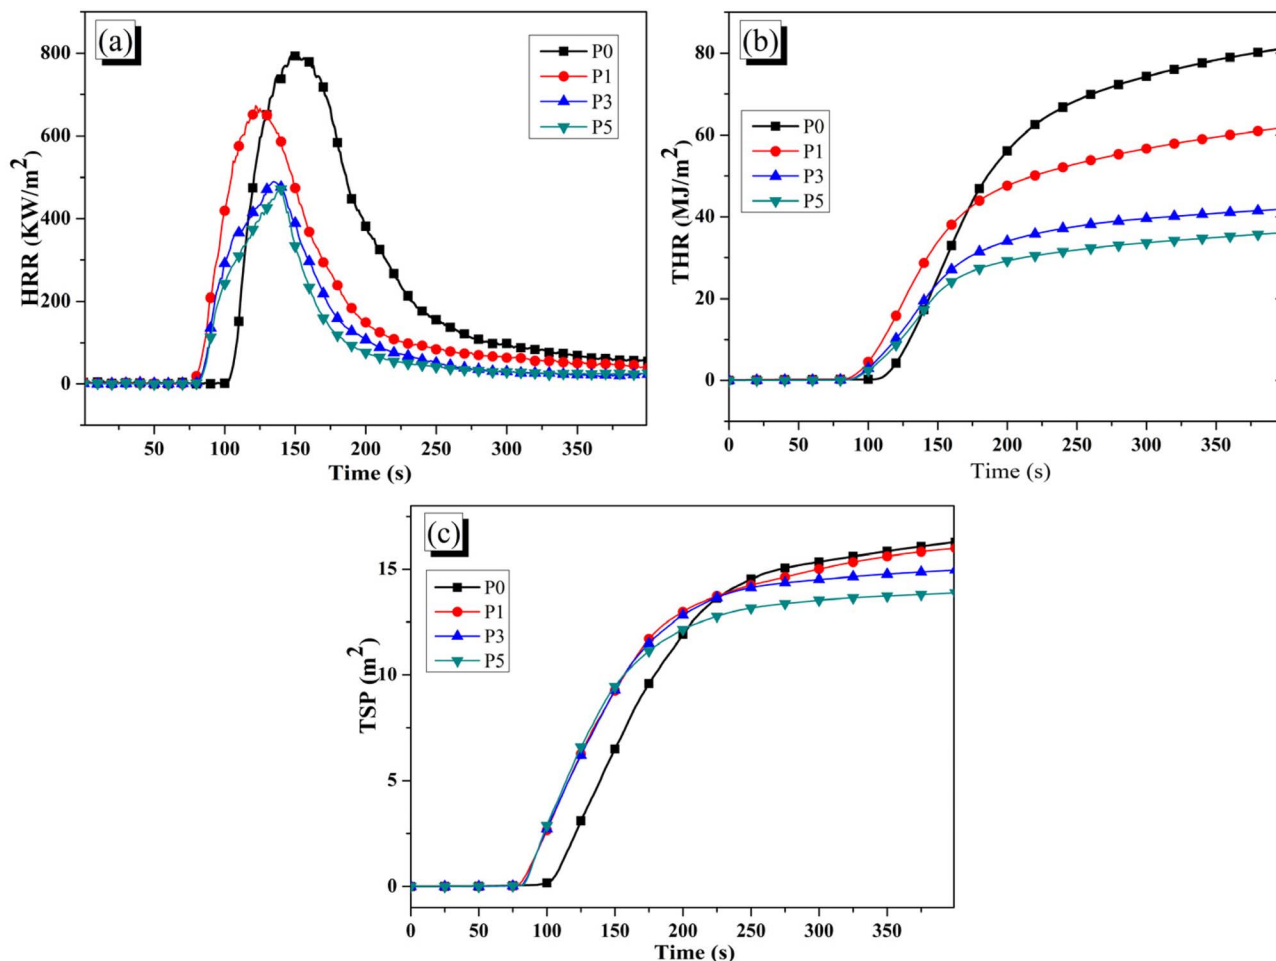 (a)
P0
P1
P3
P5
HRR (KW/m²)
800
600
400
200
0
50 100 150 200 250 300 350
Time (s)
(b)
P0
P1
P3
P5
THR (MJ/m²)
80
60
40
20
0
0 50 100 150 200 250 300 350
Time (s)
(c)
P0
P1
P3
P5
TSP (m²)
15
10
5
0
0 50 100 150 200 250 300 350
Time (s)